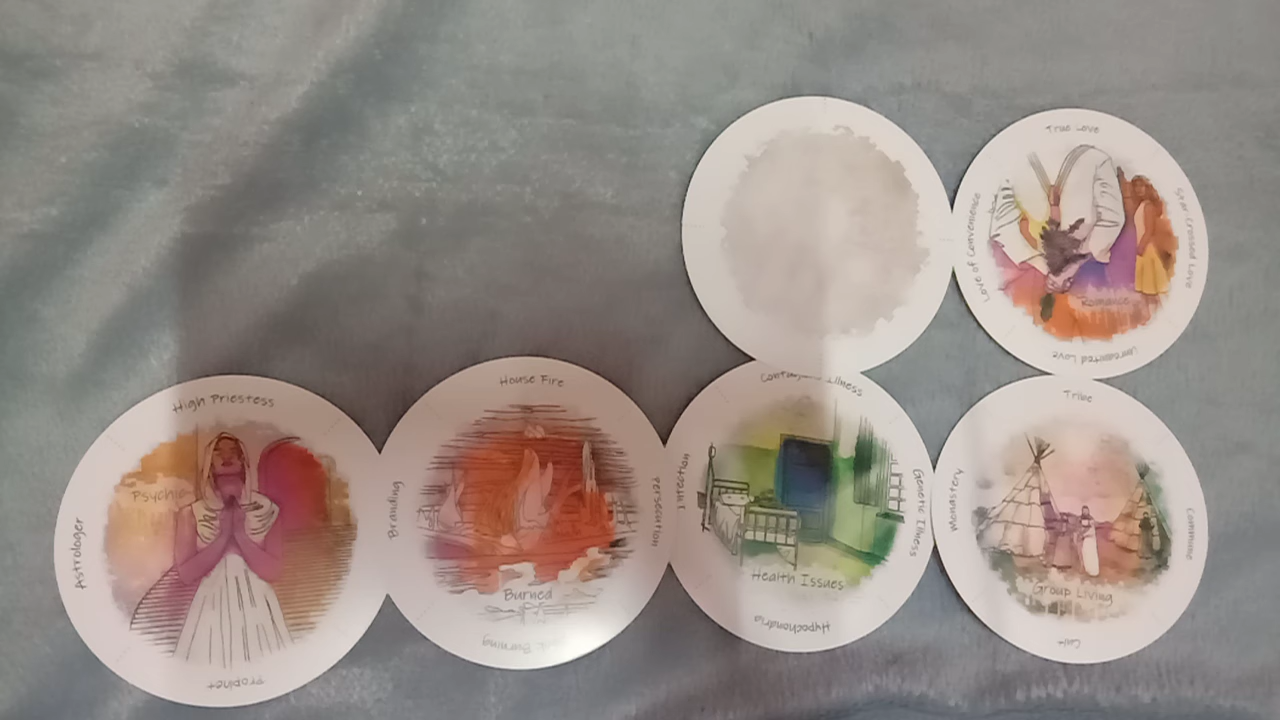 True Love
Love of Convenience
Star Crossed Love
Romance
Unrequited Love
High Priestess
Astrologer
Psychic
Prophet
House Fire
Branding
Persecution
Burned
Burning
Illness
Infection
Genetic Illness
Health Issues
Hypochondria
Tribe
Monastery
Commune
Group Living
Cult